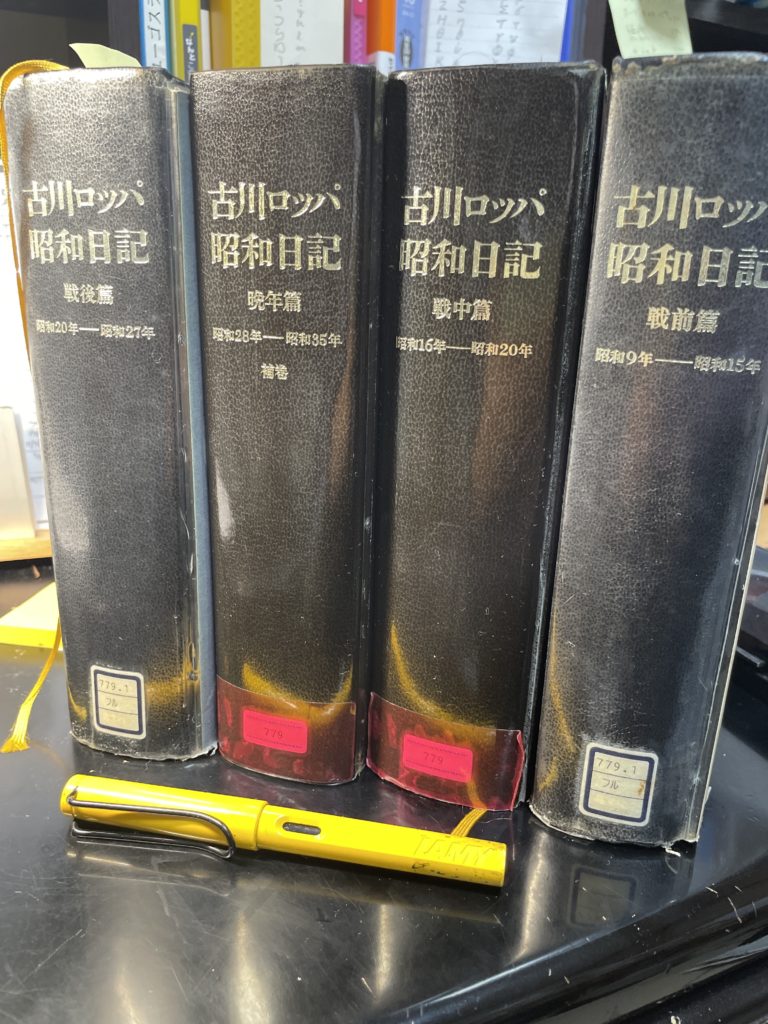 古川ロッパ
昭和日記
戦後篇
昭和20年―昭和27年
779.1
フル
古川ロッパ
昭和日記
晩年篇
昭和28年―昭和35年
補巻
779
古川ロッパ
昭和日記
戦中篇
昭和16年―昭和20年
779
古川ロッパ
昭和日記
戦前篇
昭和9年―昭和15年
779.1
フル
LAMY